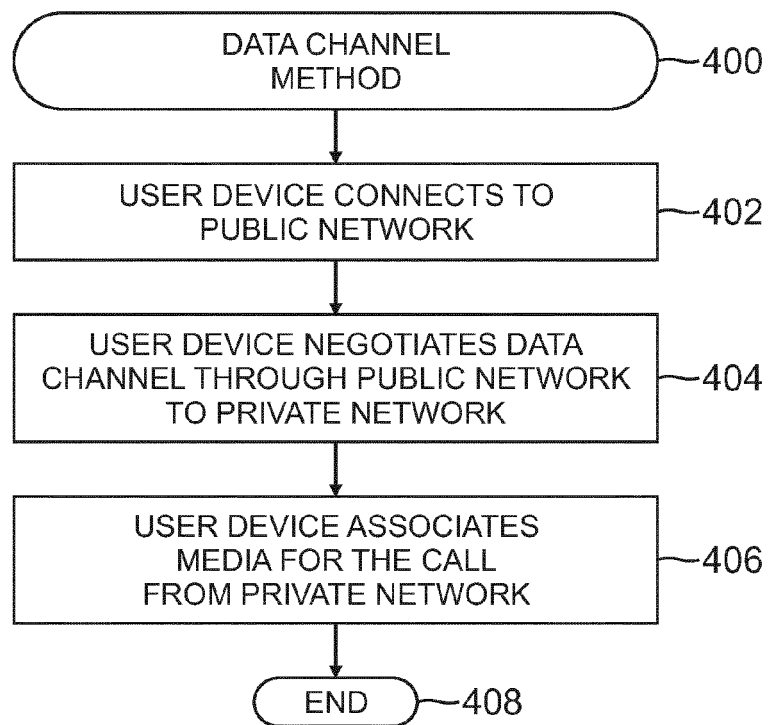 DATA CHANNEL
METHOD
400
USER DEVICE CONNECTS TO
PUBLIC NETWORK
402
USER DEVICE NEGOTIATES DATA
CHANNEL THROUGH PUBLIC NETWORK
TO PRIVATE NETWORK
404
USER DEVICE ASSOCIATES
MEDIA FOR THE CALL
FROM PRIVATE NETWORK
406
END
408